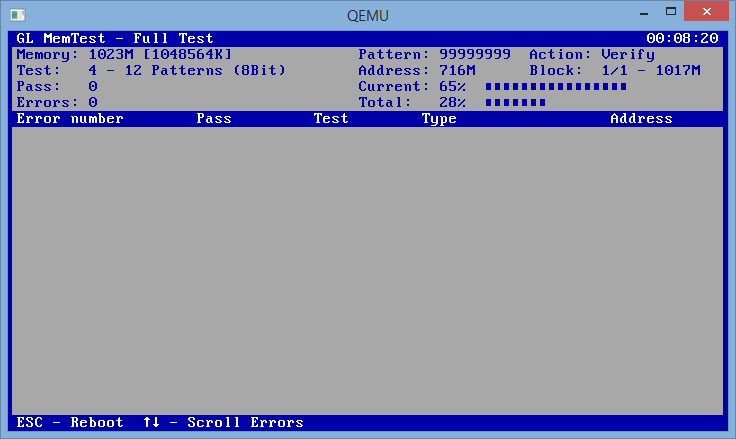 QEMU
GL MemTest - Full Test 00:08:20
Memory: 1023M [1048564K] Pattern: 99999999 Action: Verify
Test: 4 - 12 Patterns (8Bit) Address: 716M Block: 1/1 - 1017M
Pass: 0 Current: 65%
Errors: 0 Total: 28%
Error number Pass Test Type Address
ESC - Reboot ↑↓ - Scroll Errors